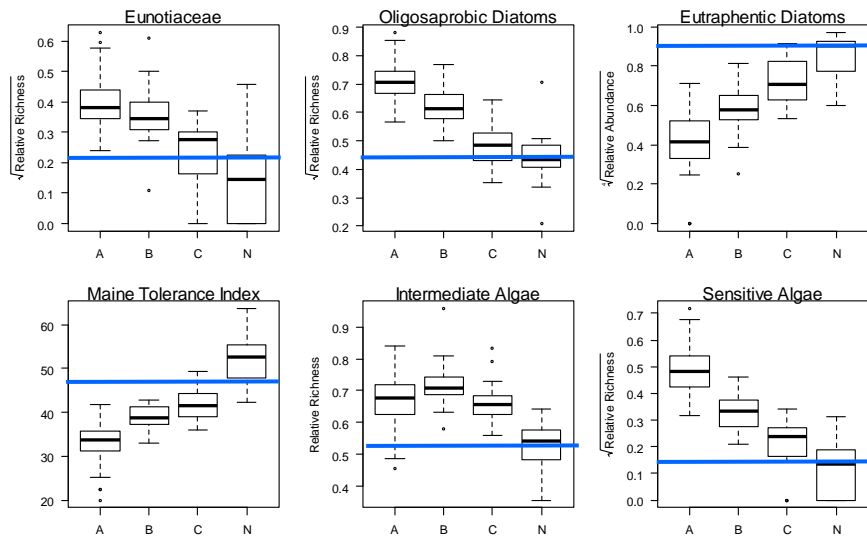 Eunotiaceae
√Relative Richness
0.6
0.5
0.4
0.3
0.2
0.1
0.0
A B C N
Oligosaprobic Diatoms
√Relative Richness
0.9
0.8
0.7
0.6
0.5
0.4
0.3
0.2
A B C N
Eutraphentic Diatoms
∜Relative Abundance
1.0
0.8
0.6
0.4
0.2
0.0
A B C N
Maine Tolerance Index
60
50
40
30
20
A B C N
Intermediate Algae
Relative Richness
0.9
0.8
0.7
0.6
0.5
0.4
A B C N
Sensitive Algae
√Relative Richness
0.7
0.6
0.5
0.4
0.3
0.2
0.1
0.0
A B C N